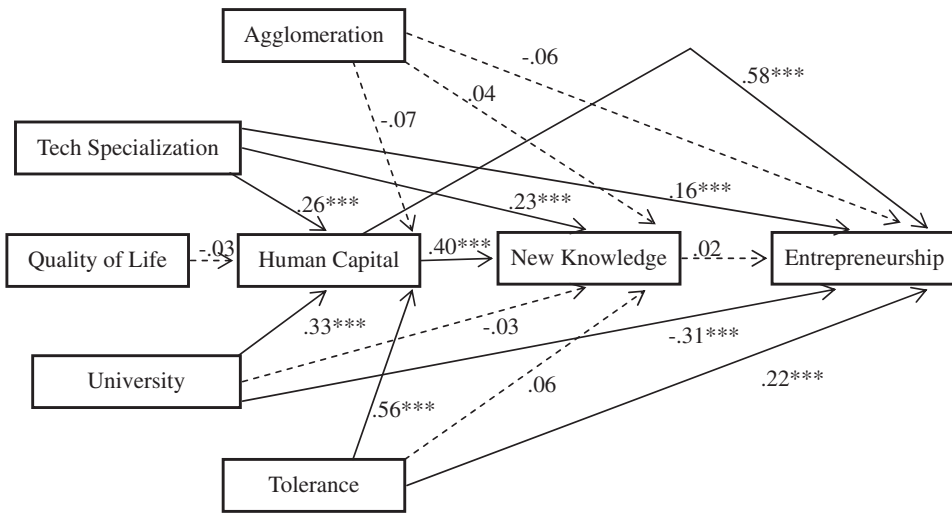 Agglomeration
-.06
.58***
.04
-.07
Tech Specialization
.16***
.26***
.23***
Quality of Life
-.03
Human Capital
.40***
New Knowledge
.02
Entrepreneurship
.33***
-.03
-.31***
University
.06
.22***
.56***
Tolerance